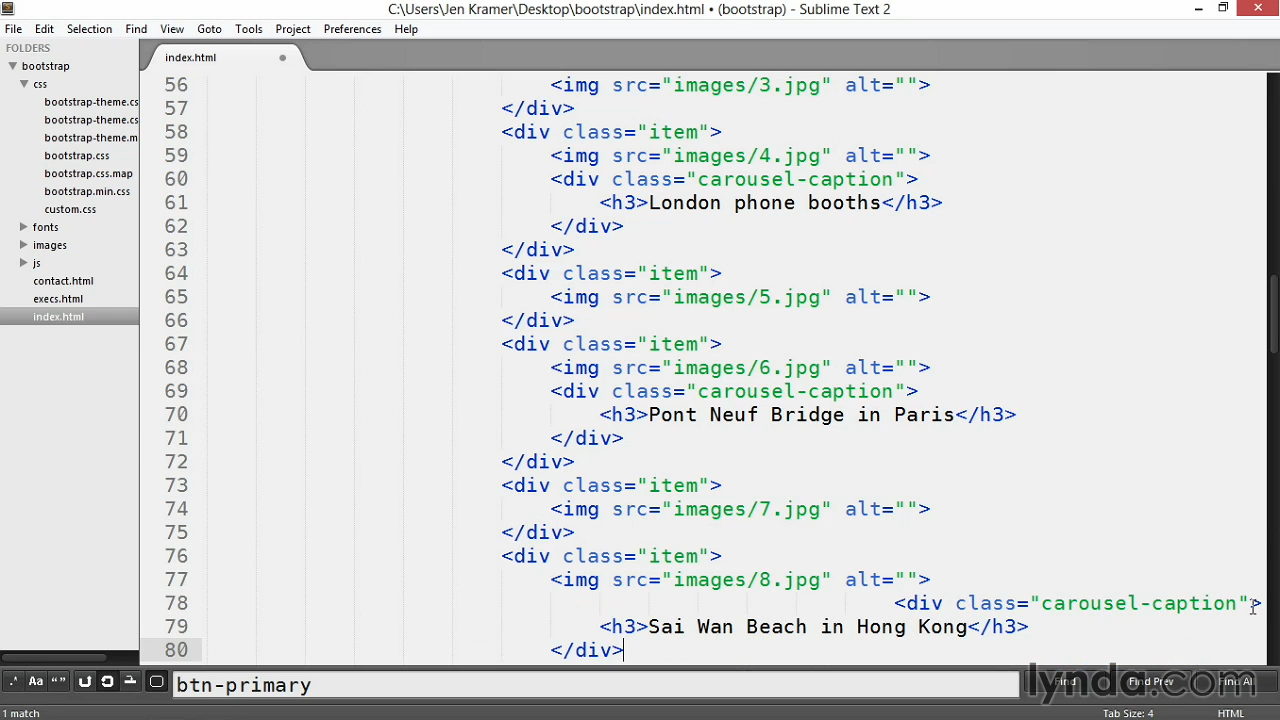 C:\Users\Jen Kramer\Desktop\bootstrap\index.html • (bootstrap) - Sublime Text 2
File Edit Selection Find View Goto Tools Project Preferences Help
FOLDERS
bootstrap
css
bootstrap-theme.cs
bootstrap-theme.cs
bootstrap-theme.m
bootstrap.css
bootstrap.css.map
bootstrap.min.css
custom.css
fonts
images
js
contact.html
execs.html
index.html
index.html
56 <img src="images/3.jpg" alt="">
57 </div>
58 <div class="item">
59 <img src="images/4.jpg" alt="">
60 <div class="carousel-caption">
61 <h3>London phone booths</h3>
62 </div>
63 </div>
64 <div class="item">
65 <img src="images/5.jpg" alt="">
66 </div>
67 <div class="item">
68 <img src="images/6.jpg" alt="">
69 <div class="carousel-caption">
70 <h3>Pont Neuf Bridge in Paris</h3>
71 </div>
72 </div>
73 <div class="item">
74 <img src="images/7.jpg" alt="">
75 </div>
76 <div class="item">
77 <img src="images/8.jpg" alt="">
78 <div class="carousel-caption">
79 <h3>Sai Wan Beach in Hong Kong</h3>
80 </div>
.* Aa “” btn-primary Find Find Prev Find All
lynda.com
1 match Tab Size: 4 HTML